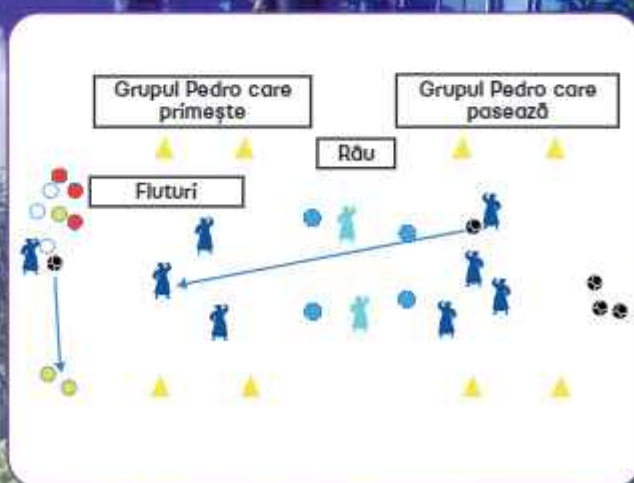 Grupul Pedro care
primește
Grupul Pedro care
pasează
Râu
Fluturi